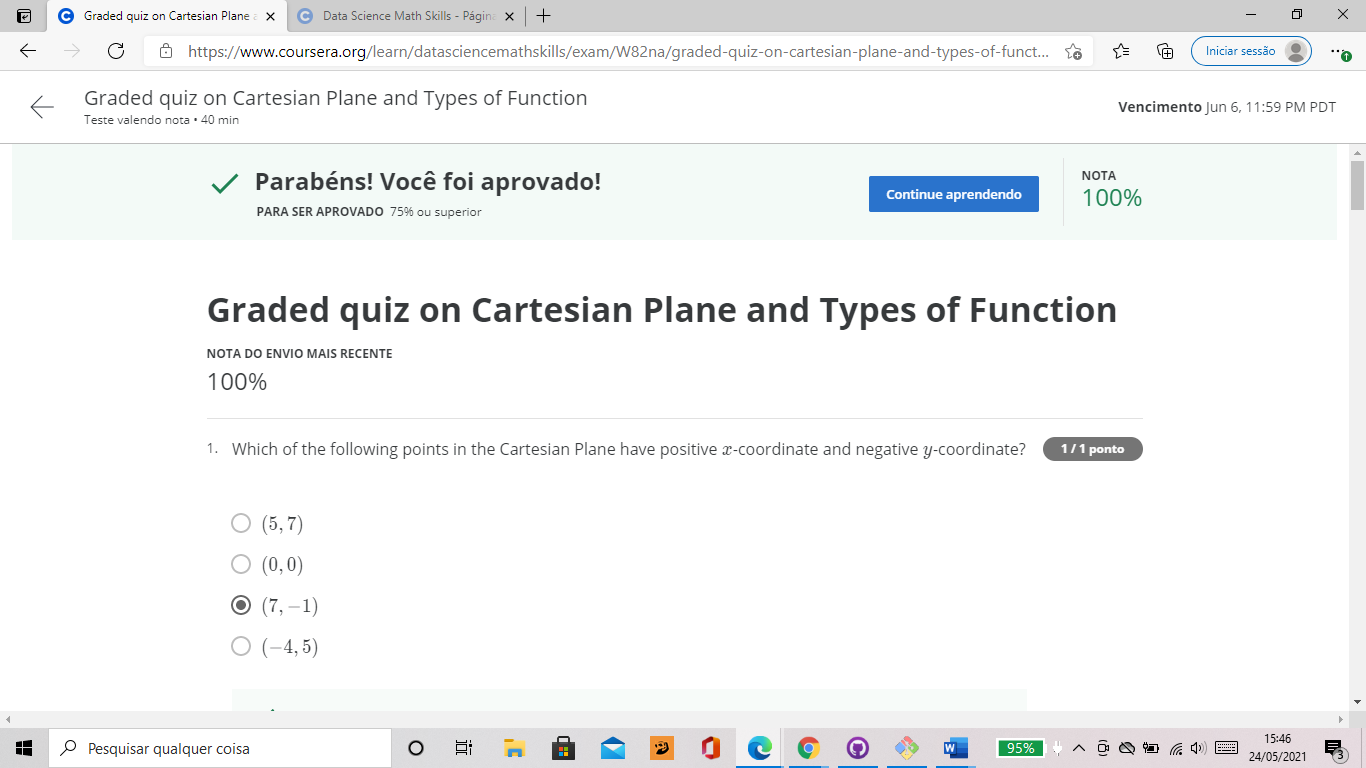 Graded quiz on Cartesian Plane a
Data Science Math Skills - Págin
https://www.coursera.org/learn/datasciencemathskills/exam/W82na/graded-quiz-on-cartesian-plane-and-types-of-funct...
Iniciar sessão
Graded quiz on Cartesian Plane and Types of Function
Teste valendo nota • 40 min
Vencimento Jun 6, 11:59 PM PDT
Parabéns! Você foi aprovado!
PARA SER APROVADO 75% ou superior
Continue aprendendo
NOTA
100%
Graded quiz on Cartesian Plane and Types of Function
NOTA DO ENVIO MAIS RECENTE
100%
1. Which of the following points in the Cartesian Plane have positive x-coordinate and negative y-coordinate?
1 / 1 ponto
(5, 7)
(0, 0)
(7, −1)
(−4, 5)
Pesquisar qualquer coisa
95%
15:46
24/05/2021
3